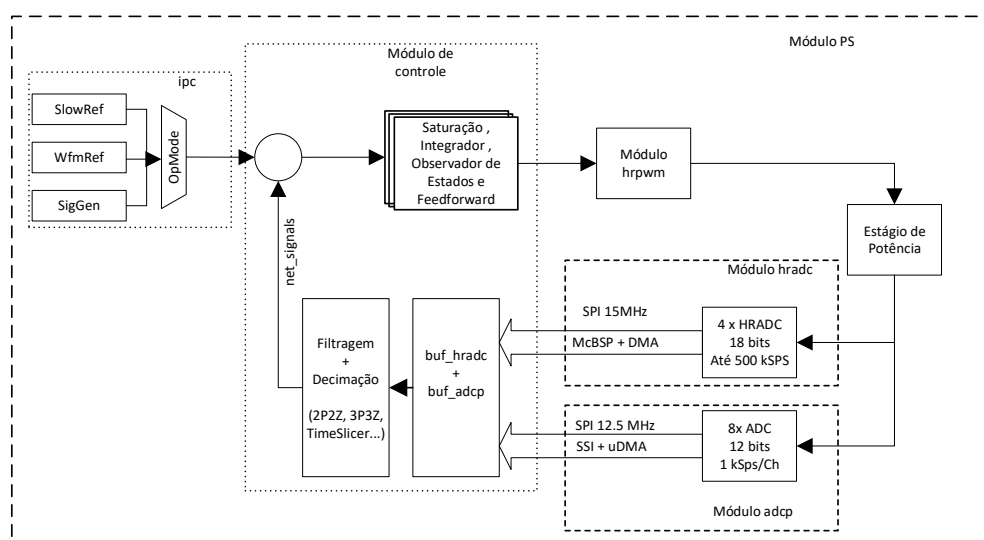 Módulo PS
Módulo de
controle
ipc
SlowRef
WfmRef
SigGen
OpMode
Saturação ,
Integrador ,
Observador de
Estados e
Feedforward
Módulo
hrpwm
Estágio de
Potência
net_signals
Filtragem
+
Decimação
(2P2Z, 3P3Z,
TimeSlicer...)
buf_hradc
+
buf_adcp
Módulo hradc
SPI 15MHz
McBSP + DMA
4 x HRADC
18 bits
Até 500 kSPS
SPI 12.5 MHz
SSI + uDMA
8x ADC
12 bits
1 kSps/Ch
Módulo adcp